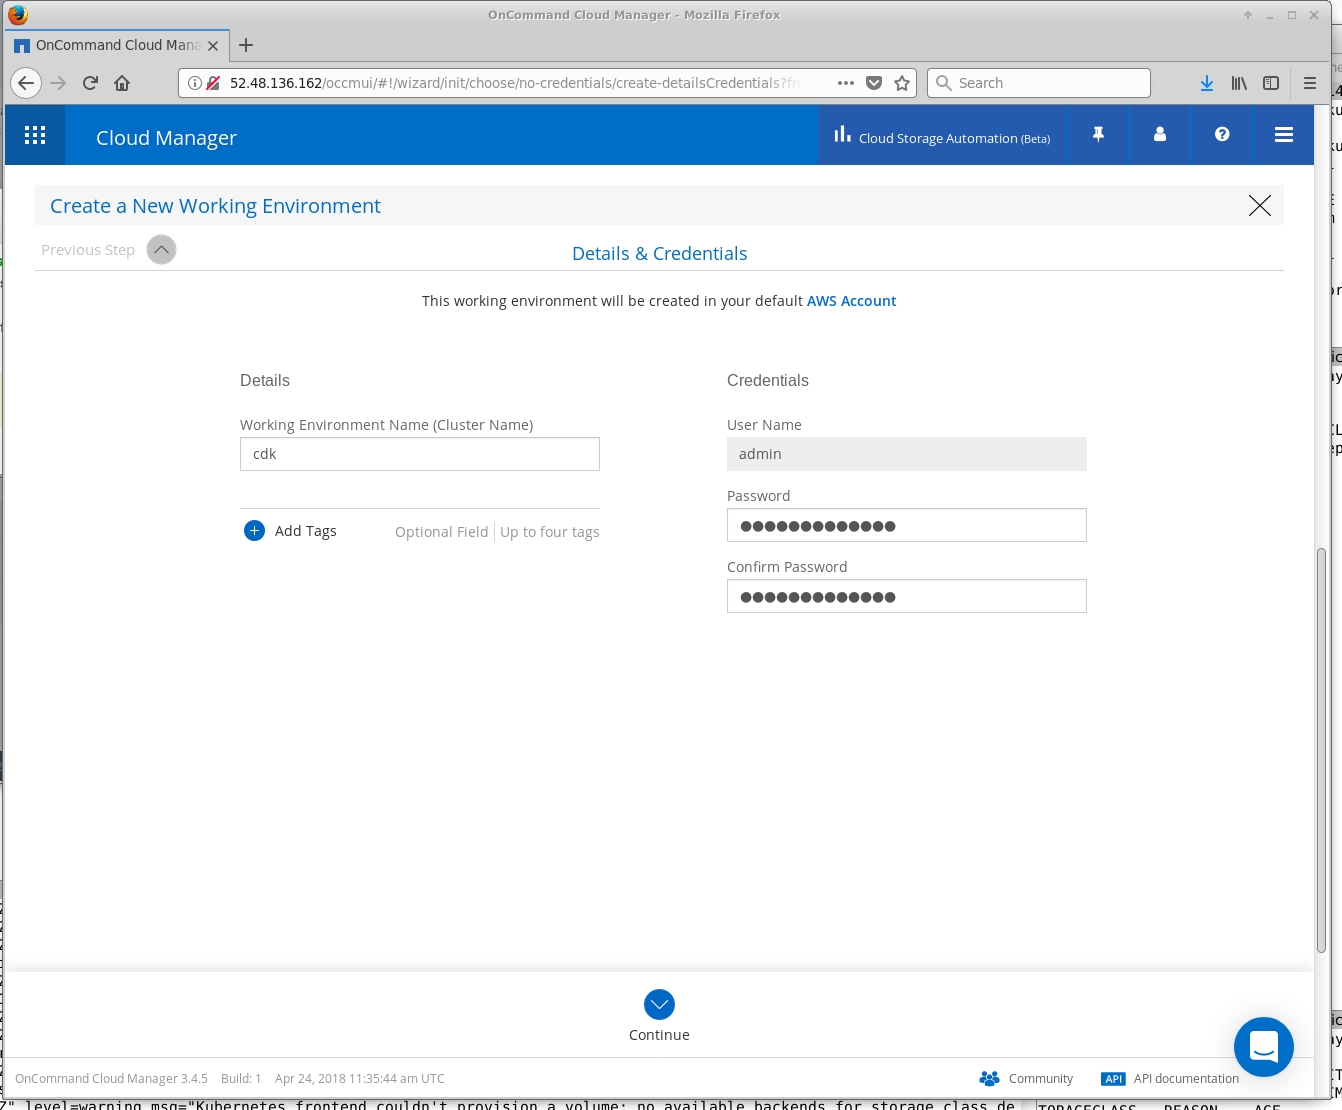 OnCommand Cloud Manager - Mozilla Firefox
OnCommand Cloud Mana
52.48.136.162/occmui/#!/wizard/init/choose/no-credentials/create-detailsCredentials?fro
Search
Cloud Manager
Cloud Storage Automation (Beta)
Create a New Working Environment
Previous Step
Details & Credentials
This working environment will be created in your default AWS Account
Details
Credentials
Working Environment Name (Cluster Name)
User Name
cdk
admin
Password
●●●●●●●●●●●●●
Add Tags
Optional Field
Up to four tags
Confirm Password
●●●●●●●●●●●●●
Continue
OnCommand Cloud Manager 3.4.5 Build: 1 Apr 24, 2018 11:35:44 am UTC
Community
API API documentation
Z" level=warning msg="Kubernetes frontend couldn't provision a volume: no available backends for storage class de
TORAGECLASS REASON AGE